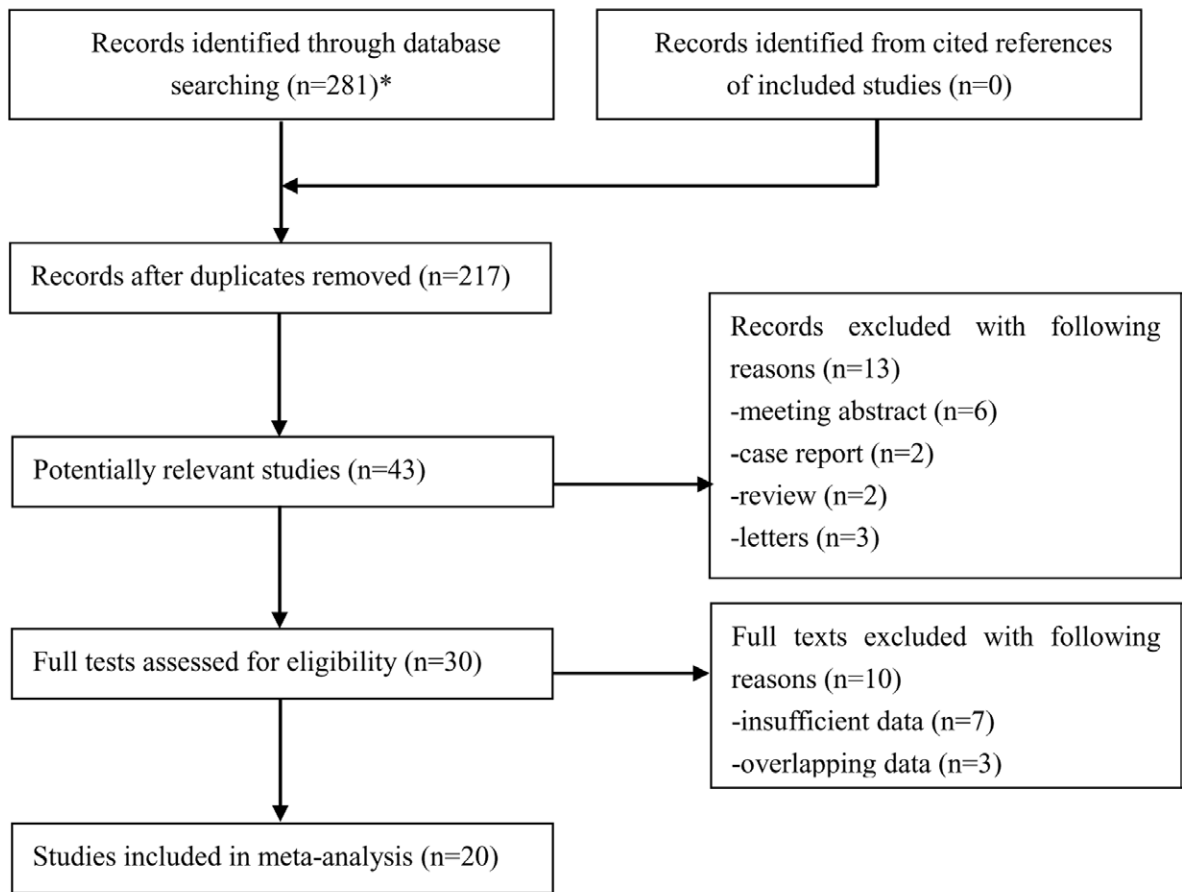 Records identified through database
searching (n=281)*
Records identified from cited references
of included studies (n=0)
Records after duplicates removed (n=217)
Records excluded with following
reasons (n=13)
-meeting abstract (n=6)
-case report (n=2)
-review (n=2)
-letters (n=3)
Potentially relevant studies (n=43)
Full tests assessed for eligibility (n=30)
Full texts excluded with following
reasons (n=10)
-insufficient data (n=7)
-overlapping data (n=3)
Studies included in meta-analysis (n=20)